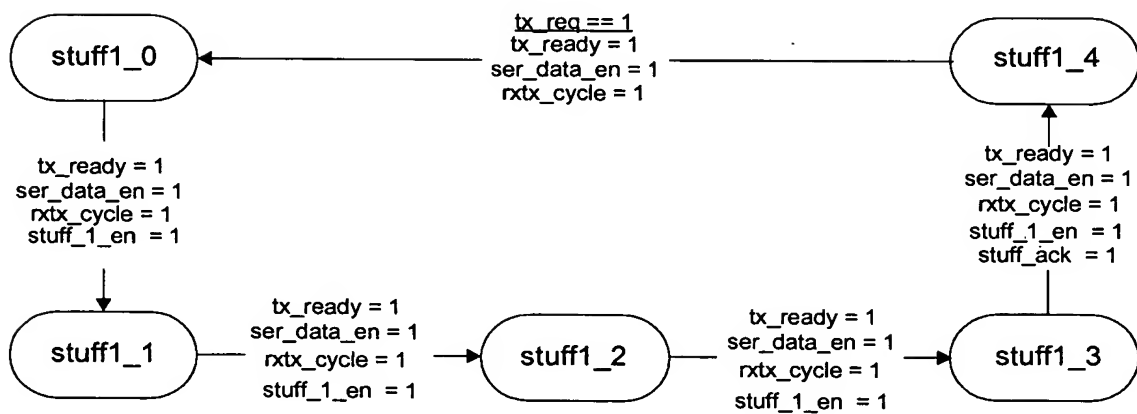 stuff1_0
tx_req == 1
tx_ready = 1
ser_data_en = 1
rxtx_cycle = 1
stuff1_4
tx_ready = 1
ser_data_en = 1
rxtx_cycle = 1
stuff_1_en = 1
tx_ready = 1
ser_data_en = 1
rxtx_cycle = 1
stuff_1_en = 1
stuff_ack = 1
stuff1_1
tx_ready = 1
ser_data_en = 1
rxtx_cycle = 1
stuff_1_en = 1
stuff1_2
tx_ready = 1
ser_data_en = 1
rxtx_cycle = 1
stuff_1_en = 1
stuff1_3